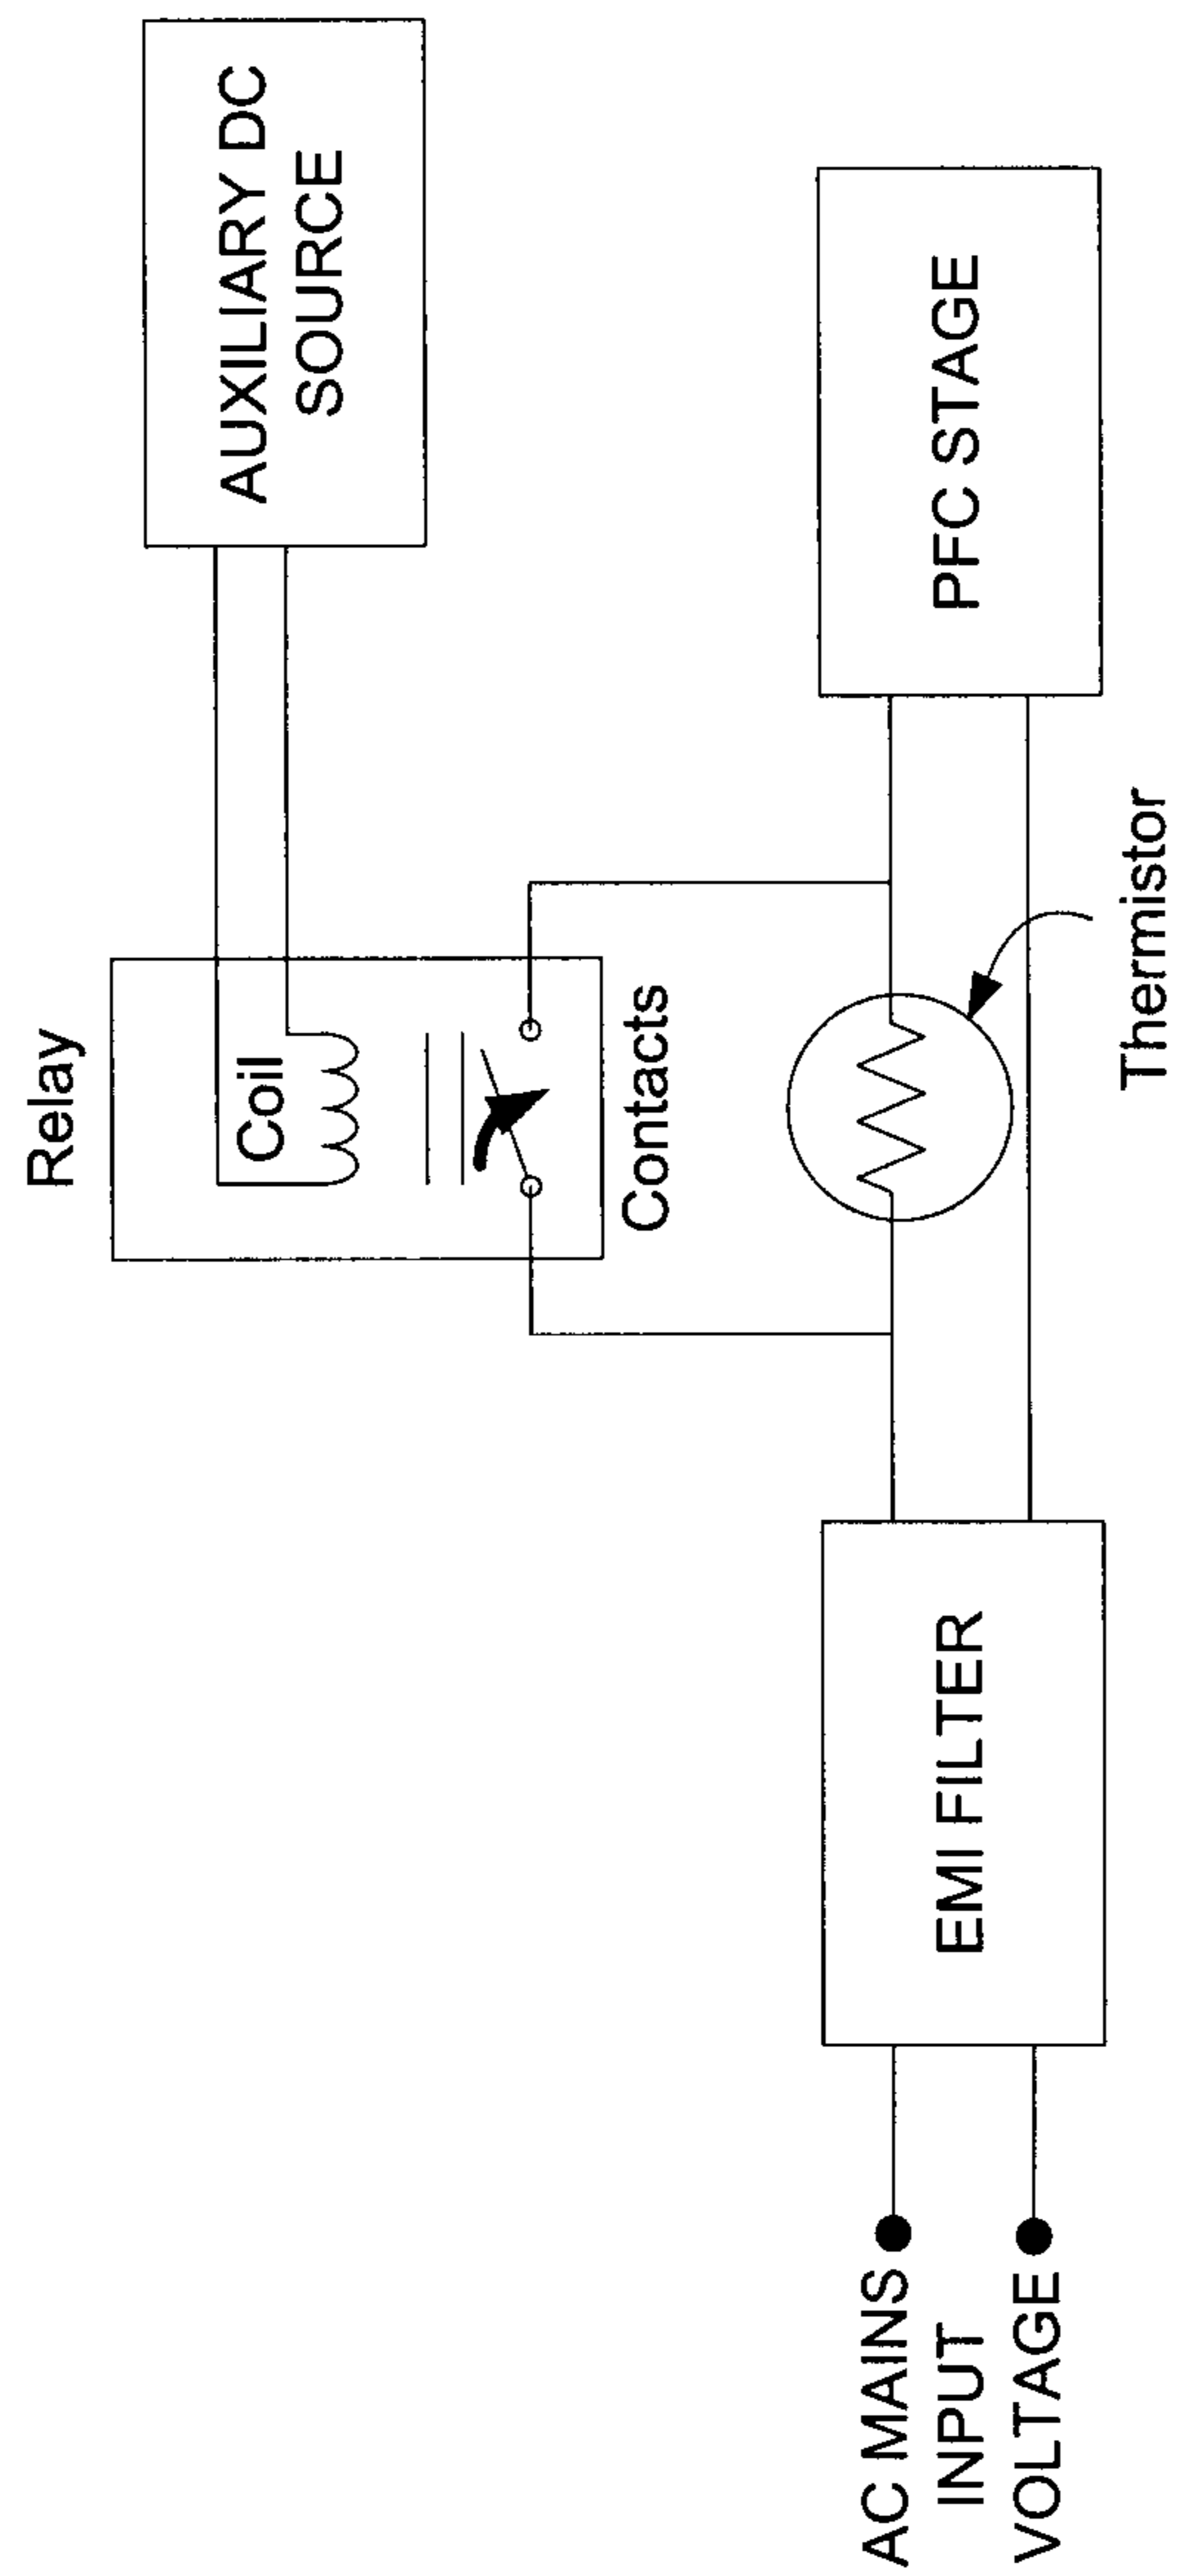 AUXILIARY DC
SOURCE
Relay
Coil
Contacts
AC MAINS
INPUT
VOLTAGE
EMI FILTER
PFC STAGE
Thermistor